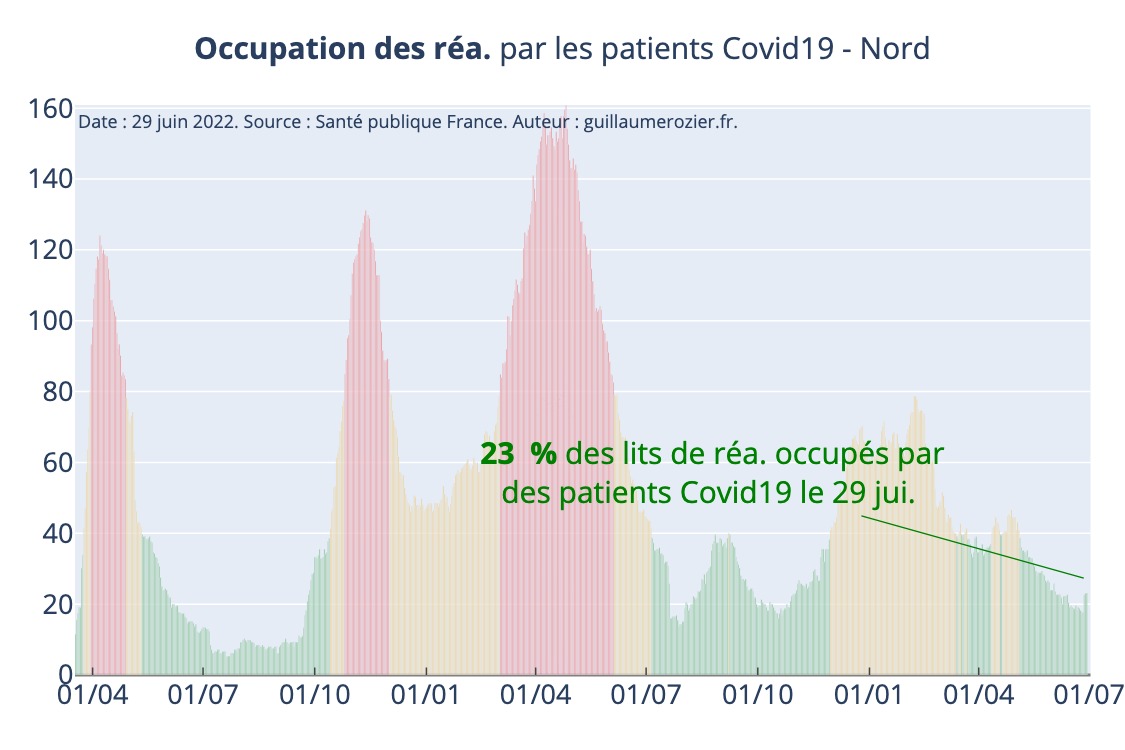 Occupation des réa. par les patients Covid19 - Nord
160
Date : 29 juin 2022. Source : Santé publique France. Auteur : guillaumerozier.fr.
140
120
100
80
60
23 % des lits de réa. occupés par
des patients Covid19 le 29 jui.
40
20
0
01/04 01/07 01/10 01/01 01/04 01/07 01/10 01/01 01/04 01/07